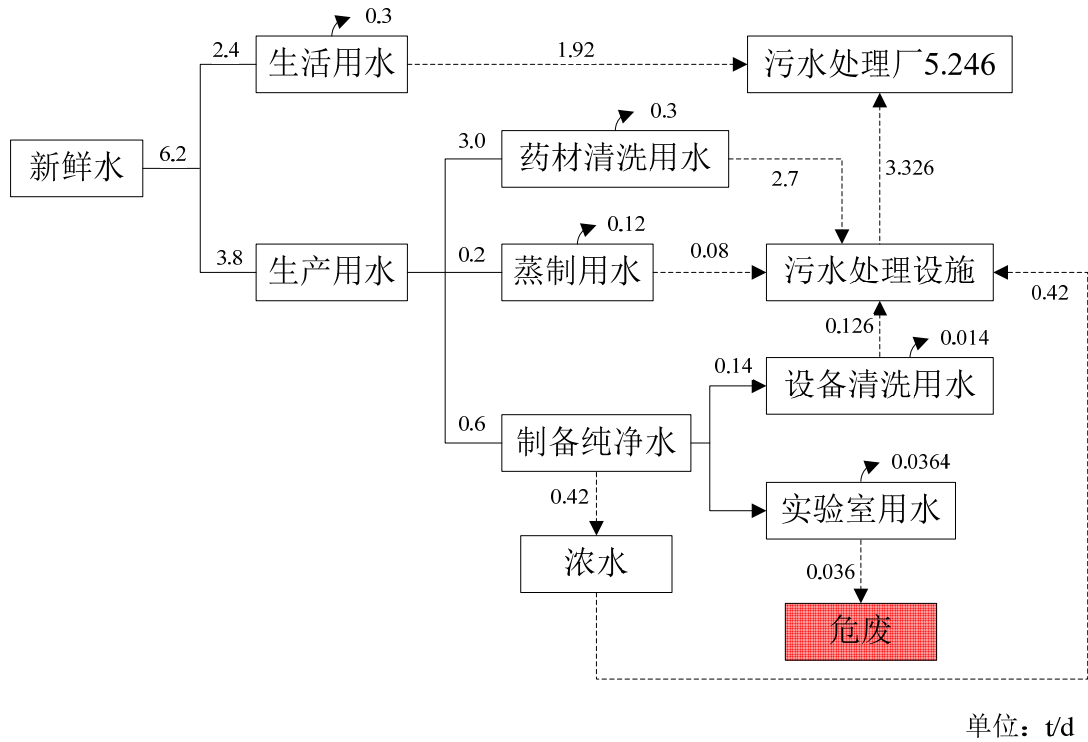 0.3
2.4
生活用水
1.92
污水处理厂5.246
新鲜水
6.2
3.0
0.3
药材清洗用水
2.7
3.326
3.8
生产用水
0.2
0.12
蒸制用水
0.08
污水处理设施
0.42
0.126
0.014
0.14
设备清洗用水
0.6
制备纯净水
0.0364
实验室用水
0.42
浓水
0.036
危废
单位：t/d